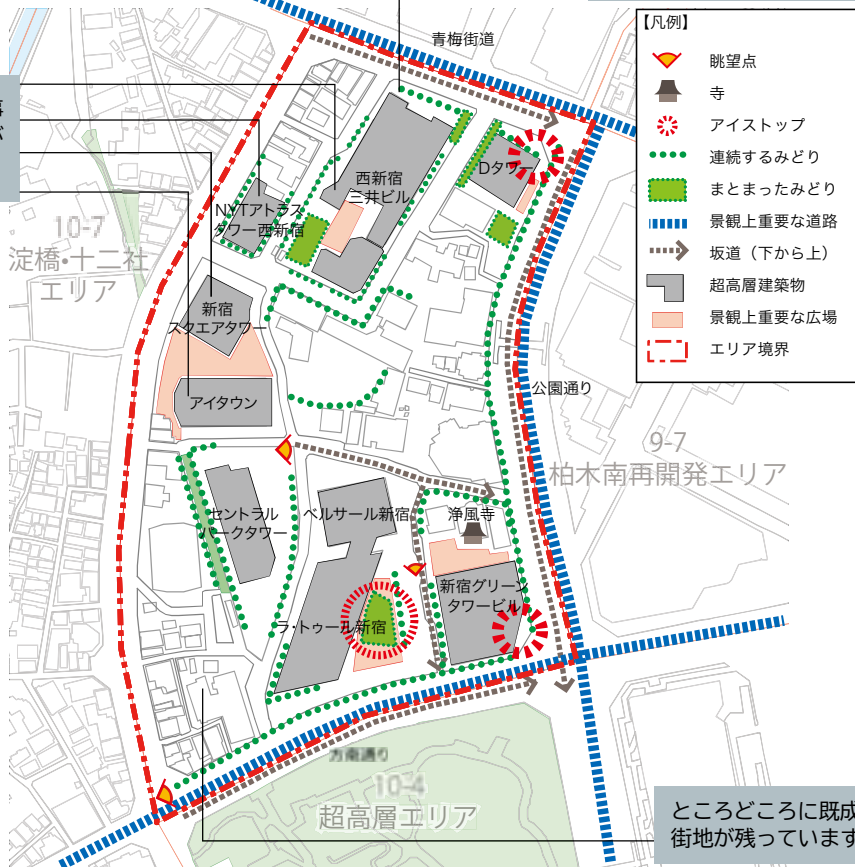 青梅街道
【凡例】
眺望点
寺
アイストップ
連続するみどり
まとまったみどり
景観上重要な道路
坂道（下から上）
超高層建築物
景観上重要な広場
エリア境界
が
Dタワー
西新宿
三井ビル
NYTアトラス
タワー西新宿
10-7
淀橋・十二社
エリア
新宿
スクエアタワー
アイタウン
公園通り
9-7
柏木南再開発エリア
セントラル
パークタワー
ベルサール新宿
浄風寺
新宿グリーン
タワービル
ラ・トゥール新宿
方南通り
10-4
超高層エリア
ところどころに既成
街地が残っています